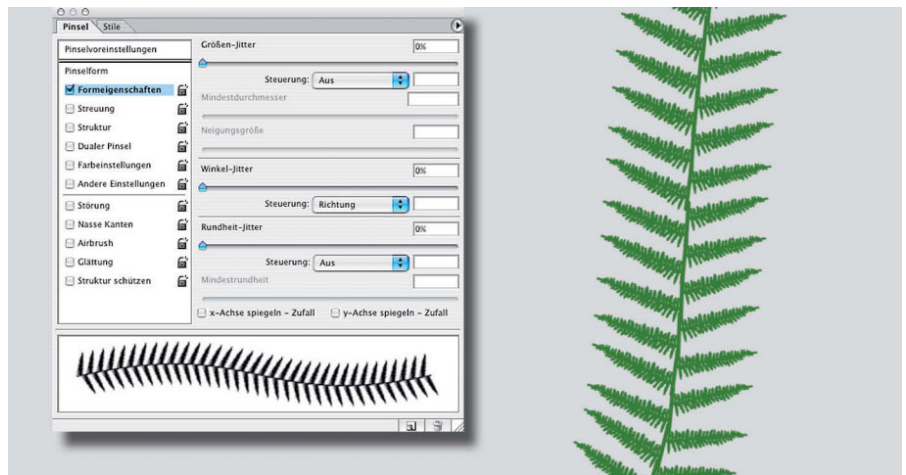 Pinsel Stile
Pinselvoreinstellungen
Pinselform
Formeigenschaften
Streuung
Struktur
Dualer Pinsel
Farbeinstellungen
Andere Einstellungen
Störung
Nasse Kanten
Airbrush
Glättung
Struktur schützen
Größen-Jitter 0%
Steuerung: Aus
Mindestdurchmesser
Neigungsgröße
Winkel-Jitter 0%
Steuerung: Richtung
Rundheit-Jitter 0%
Steuerung: Aus
Mindestrundheit
x-Achse spiegeln - Zufall y-Achse spiegeln - Zufall